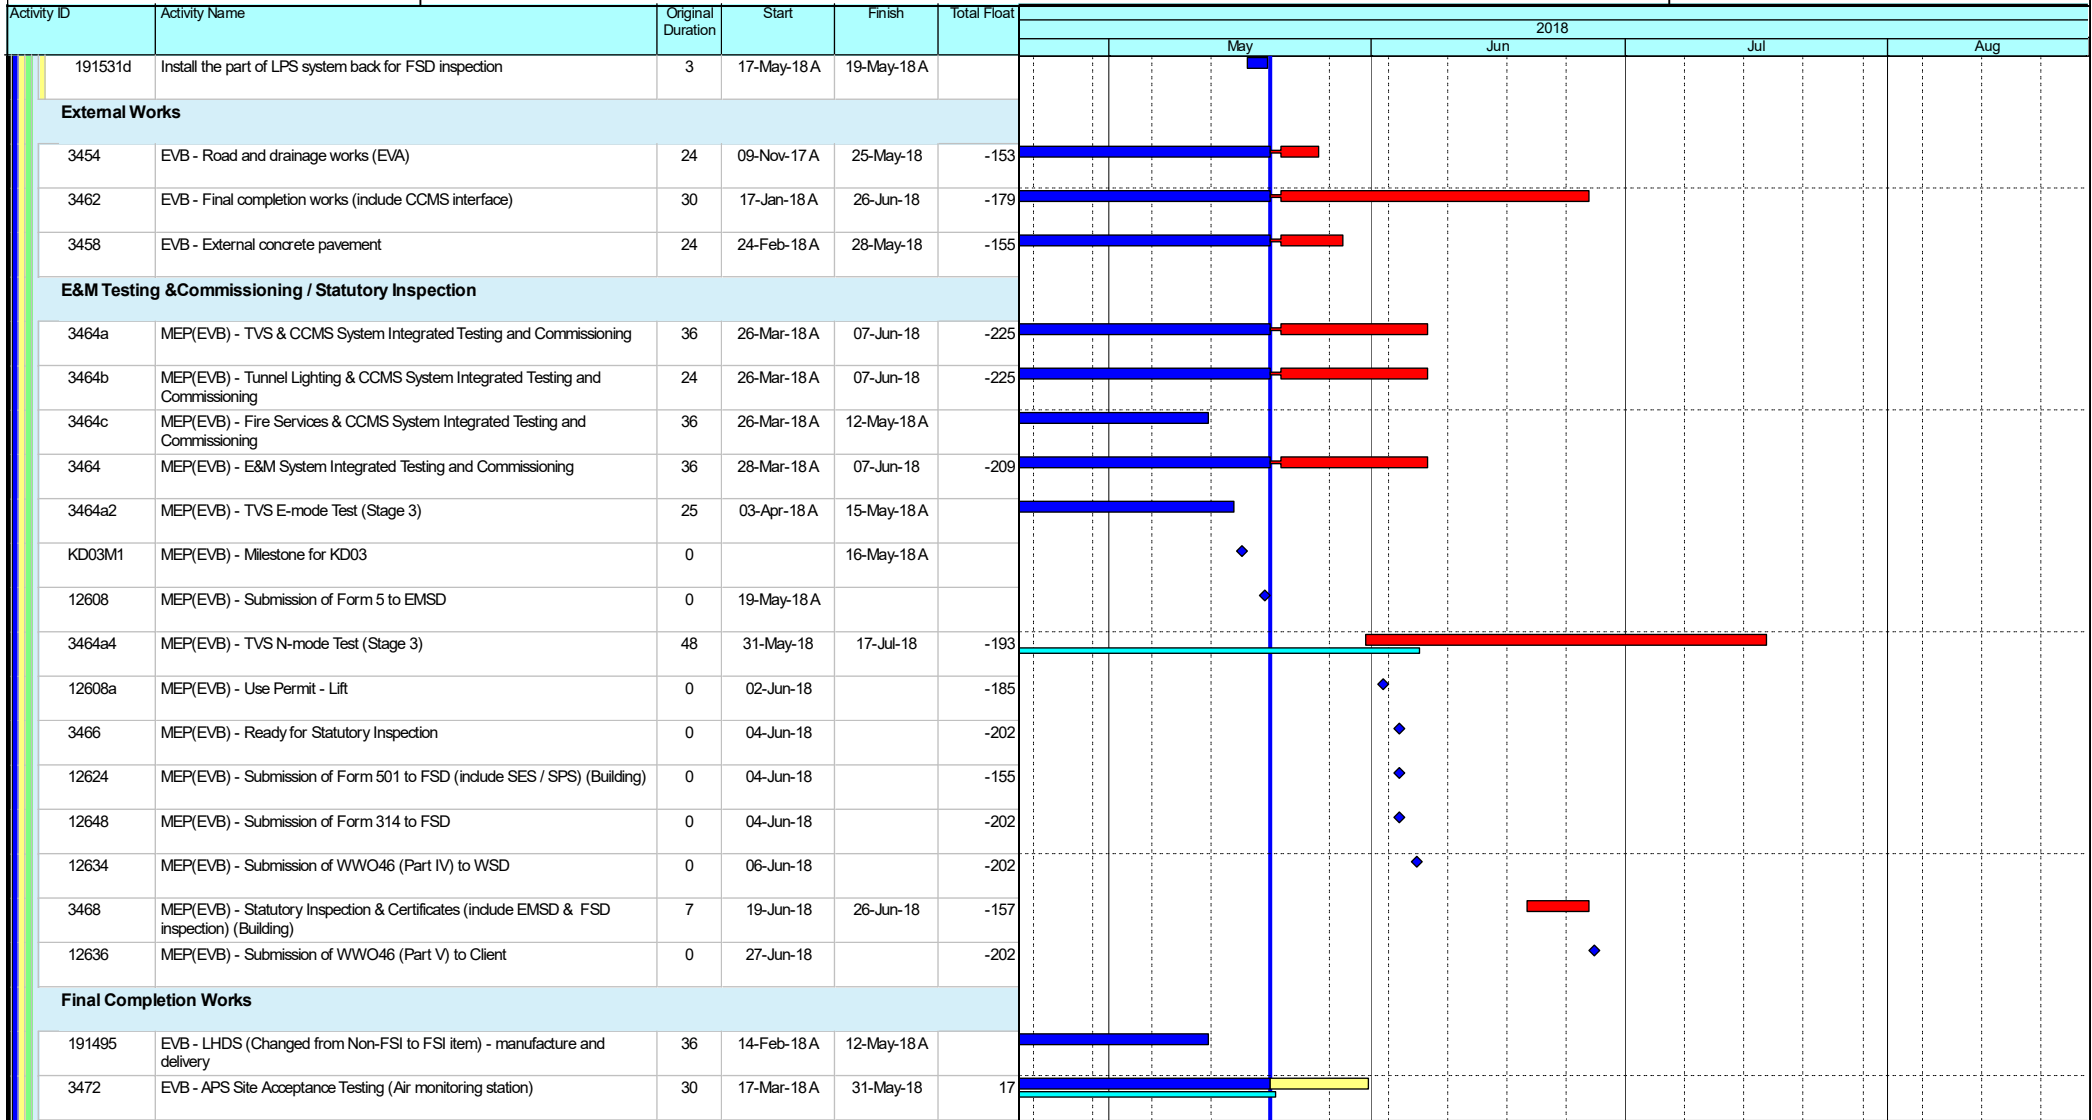 Activity ID Activity Name Original Duration Start Finish Total Float
2018
May Jun Jul Aug
191531d Install the part of LPS system back for FSD inspection 3 17-May-18 A 19-May-18 A
External Works
3454 EVB - Road and drainage works (EVA) 24 09-Nov-17 A 25-May-18 -153
3462 EVB - Final completion works (include CCMS interface) 30 17-Jan-18 A 26-Jun-18 -179
3458 EVB - External concrete pavement 24 24-Feb-18 A 28-May-18 -155
E&M Testing &Commissioning / Statutory Inspection
3464a MEP(EVB) - TVS & CCMS System Integrated Testing and Commissioning 36 26-Mar-18 A 07-Jun-18 -225
3464b MEP(EVB) - Tunnel Lighting & CCMS System Integrated Testing and 24 26-Mar-18 A 07-Jun-18 -225
Commissioning
3464c MEP(EVB) - Fire Services & CCMS System Integrated Testing and 36 26-Mar-18 A 12-May-18 A
Commissioning
3464 MEP(EVB) - E&M System Integrated Testing and Commissioning 36 28-Mar-18 A 07-Jun-18 -209
3464a2 MEP(EVB) - TVS E-mode Test (Stage 3) 25 03-Apr-18 A 15-May-18 A
KD03M1 MEP(EVB) - Milestone for KD03 0 16-May-18 A
12608 MEP(EVB) - Submission of Form 5 to EMSD 0 19-May-18 A
3464a4 MEP(EVB) - TVS N-mode Test (Stage 3) 48 31-May-18 17-Jul-18 -193
12608a MEP(EVB) - Use Permit - Lift 0 02-Jun-18 -185
3466 MEP(EVB) - Ready for Statutory Inspection 0 04-Jun-18 -202
12624 MEP(EVB) - Submission of Form 501 to FSD (include SES / SPS) (Building) 0 04-Jun-18 -155
12648 MEP(EVB) - Submission of Form 314 to FSD 0 04-Jun-18 -202
12634 MEP(EVB) - Submission of WWO46 (Part IV) to WSD 0 06-Jun-18 -202
3468 MEP(EVB) - Statutory Inspection & Certificates (include EMSD & FSD 7 19-Jun-18 26-Jun-18 -157
inspection) (Building)
12636 MEP(EVB) - Submission of WWO46 (Part V) to Client 0 27-Jun-18 -202
Final Completion Works
191495 EVB - LHDS (Changed from Non-FSI to FSI item) - manufacture and 36 14-Feb-18 A 12-May-18 A
delivery
3472 EVB - APS Site Acceptance Testing (Air monitoring station) 30 17-Mar-18 A 31-May-18 17